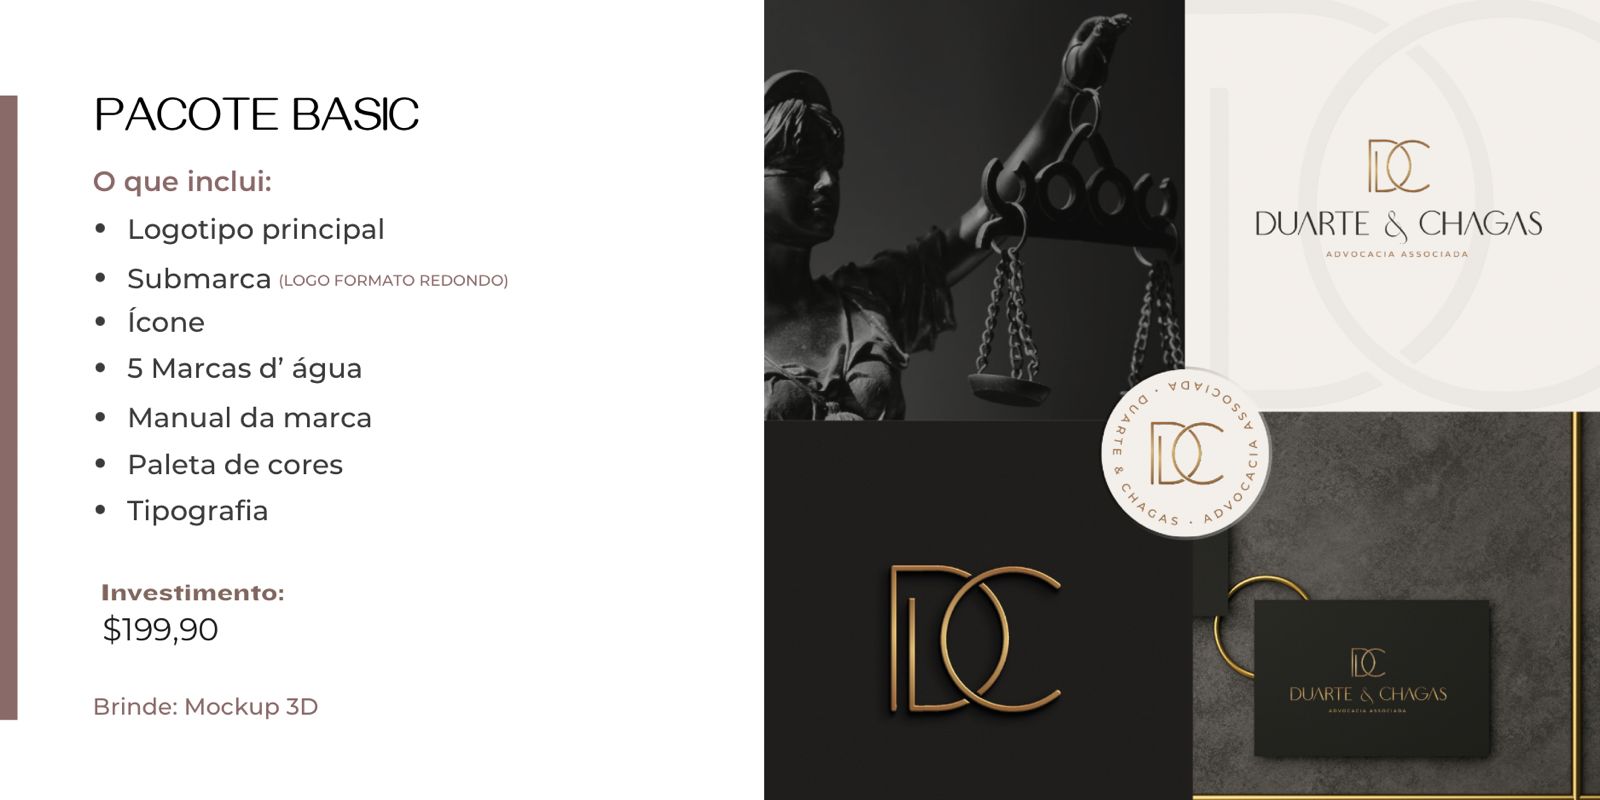 PACOTE BASIC
O que inclui:
• Logotipo principal
• Submarca (LOGO FORMATO REDONDO)
• Ícone
• 5 Marcas d’ água
• Manual da marca
• Paleta de cores
• Tipografia
Investimento:
$199,90
Brinde: Mockup 3D
DC
DUARTE & CHAGAS
ADVOCACIA ASSOCIADA
DUARTE & CHAGAS • ADVOCACIA ASSOCIADA •
DC
DC
DC
DUARTE & CHAGAS
ADVOCACIA ASSOCIADA